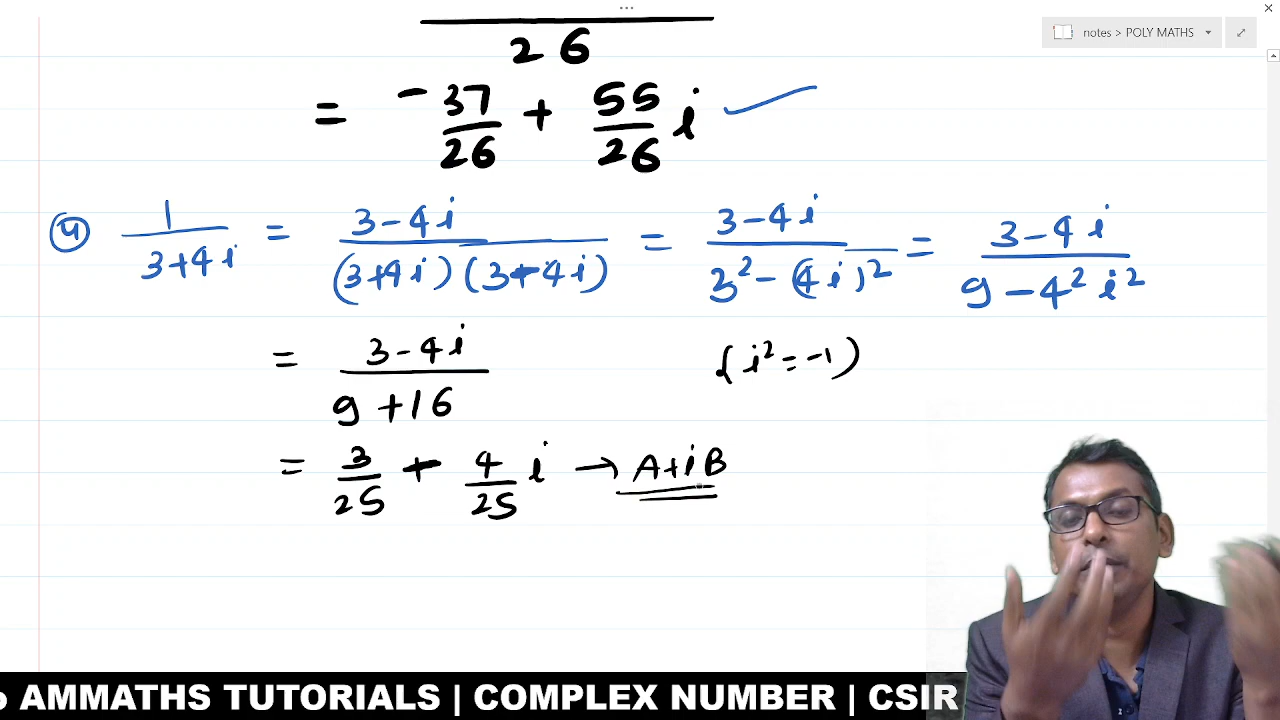 notes > POLY MATHS
26
= -37/26 + 55/26 i
④ 1/(3+4i) = (3-4i)/((3+4i)(3-4i)) = (3-4i)/(3² - (4i)²) = (3-4i)/(9-4² i²)
= (3-4i)/(9+16) (i² = -1)
= 3/25 - 4/25 i → A+iB
AMMATHS TUTORIALS | COMPLEX NUMBER | CSIR